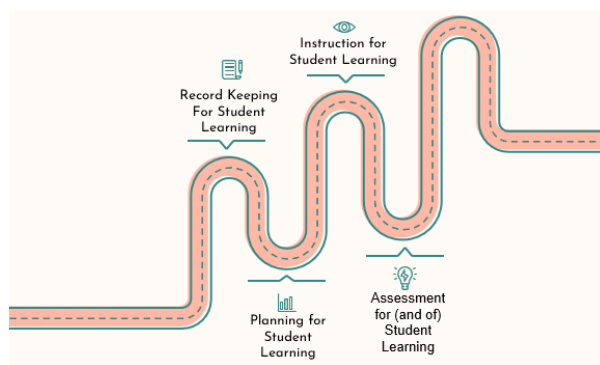 Record Keeping
For Student
Learning
Planning for
Student
Learning
Instruction for
Student Learning
Assessment
for (and of)
Student
Learning